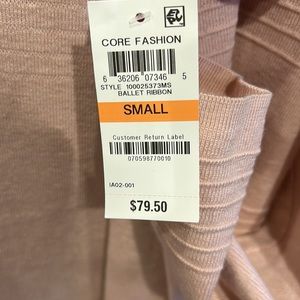 CORE FASHION
6 36206 07346 5
STYLE 100025373MS
BALLET RIBBON
SMALL
Customer Return Label
070598770010
IA02-001
$79.50